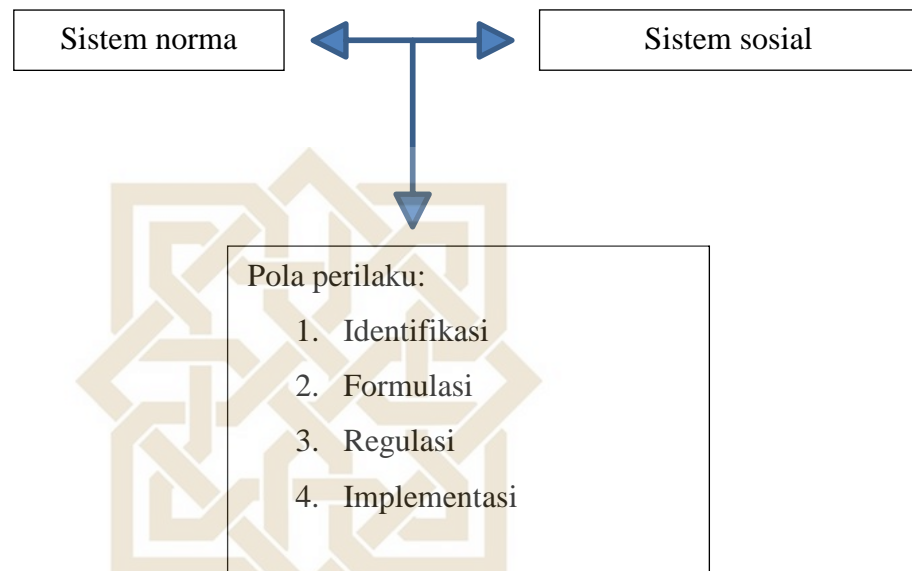 Sistem norma
Sistem sosial
Pola perilaku:
1. Identifikasi
2. Formulasi
3. Regulasi
4. Implementasi